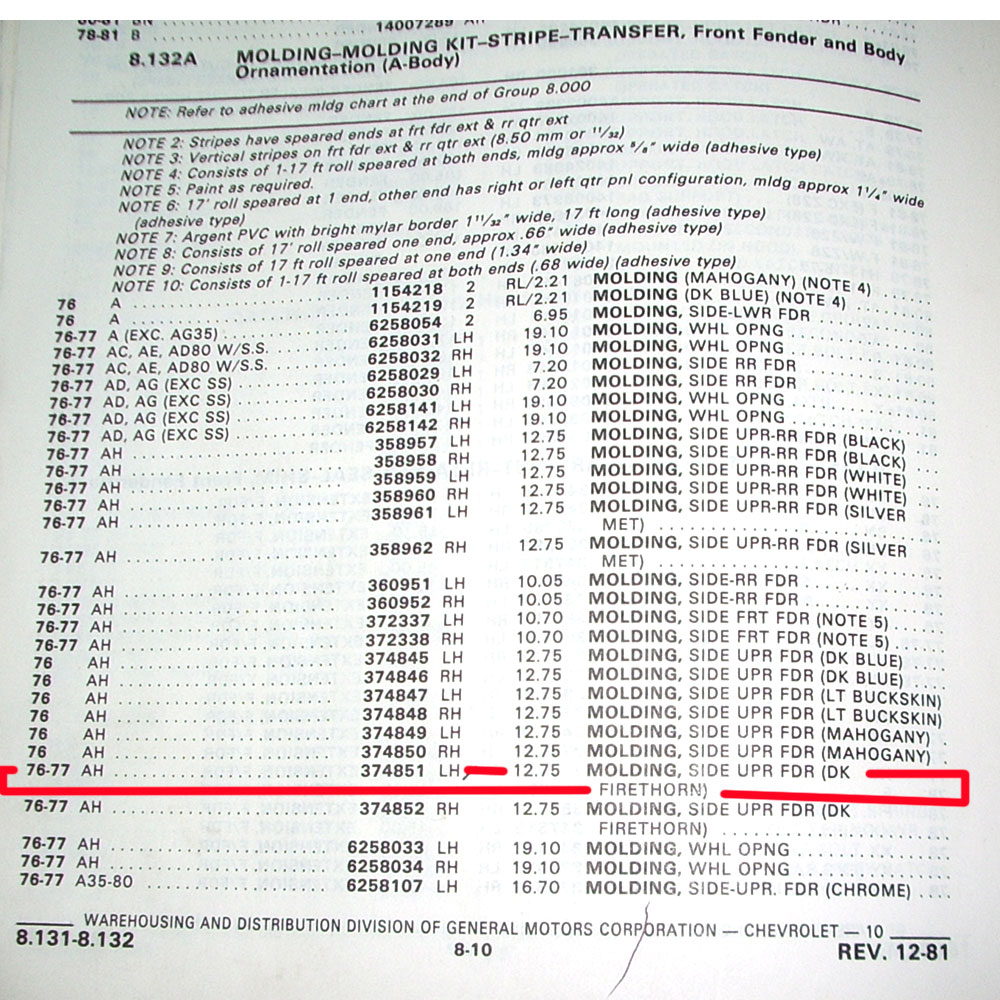 78-81 B 14007289
8.132A MOLDING–MOLDING KIT–STRIPE–TRANSFER, Front Fender and Body
Ornamentation (A-Body)
NOTE: Refer to adhesive mldg chart at the end of Group 8.000
NOTE 2: Stripes have speared ends at frt fdr ext & rr qtr ext
NOTE 3: Vertical stripes on frt fdr ext & rr qtr ext (8.50 mm or 11/32)
NOTE 4: Consists of 1-17 ft roll speared at both ends, mldg approx 5/8" wide (adhesive type)
NOTE 5: Paint as required.
NOTE 6: 17' roll speared at 1 end, other end has right or left qtr pnl configuration, mldg approx 1 1/4" wide
(adhesive type)
NOTE 7: Argent PVC with bright mylar border 1 11/32" wide, 17 ft long (adhesive type)
NOTE 8: Consists of 17' roll speared one end, approx .66" wide (adhesive type)
NOTE 9: Consists of 17 ft roll speared at one end (1.34" wide)
NOTE 10: Consists of 1-17 ft roll speared at both ends (.68 wide) (adhesive type)
76 A 1154218 2 RL/2.21 MOLDING (MAHOGANY) (NOTE 4)
76 A 1154219 2 RL/2.21 MOLDING (DK BLUE) (NOTE 4)
76-77 A (EXC. AG35) 6258054 2 6.95 MOLDING, SIDE-LWR FDR
76-77 AC, AE, AD80 W/S.S. 6258031 LH 19.10 MOLDING, WHL OPNG
76-77 AC, AE, AD80 W/S.S. 6258032 RH 19.10 MOLDING, WHL OPNG
76-77 AD, AG (EXC SS) 6258029 LH 7.20 MOLDING, SIDE RR FDR
76-77 AD, AG (EXC SS) 6258030 RH 7.20 MOLDING, SIDE RR FDR
76-77 AD, AG (EXC SS) 6258141 LH 19.10 MOLDING, WHL OPNG
76-77 AD, AG (EXC SS) 6258142 RH 19.10 MOLDING, WHL OPNG
76-77 AH 358957 LH 12.75 MOLDING, SIDE UPR-RR FDR (BLACK)
76-77 AH 358958 RH 12.75 MOLDING, SIDE UPR-RR FDR (BLACK)
76-77 AH 358959 LH 12.75 MOLDING, SIDE UPR-RR FDR (WHITE)
76-77 AH 358960 RH 12.75 MOLDING, SIDE UPR-RR FDR (WHITE)
76-77 AH 358961 LH 12.75 MOLDING, SIDE UPR-RR FDR (SILVER
MET)
76-77 AH 358962 RH 12.75 MOLDING, SIDE UPR-RR FDR (SILVER
MET)
76-77 AH 360951 LH 10.05 MOLDING, SIDE-RR FDR
76-77 AH 360952 RH 10.05 MOLDING, SIDE-RR FDR
76-77 AH 372337 LH 10.70 MOLDING, SIDE FRT FDR (NOTE 5)
76-77 AH 372338 RH 10.70 MOLDING, SIDE FRT FDR (NOTE 5)
76 AH 374845 LH 12.75 MOLDING, SIDE UPR FDR (DK BLUE)
76 AH 374846 RH 12.75 MOLDING, SIDE UPR FDR (DK BLUE)
76 AH 374847 LH 12.75 MOLDING, SIDE UPR FDR (LT BUCKSKIN)
76 AH 374848 RH 12.75 MOLDING, SIDE UPR FDR (LT BUCKSKIN)
76 AH 374849 LH 12.75 MOLDING, SIDE UPR FDR (MAHOGANY)
76 AH 374850 RH 12.75 MOLDING, SIDE UPR FDR (MAHOGANY)
76-77 AH 374851 LH 12.75 MOLDING, SIDE UPR FDR (DK
FIRETHORN)
76-77 AH 374852 RH 12.75 MOLDING, SIDE UPR FDR (DK
FIRETHORN)
76-77 AH 6258033 LH 19.10 MOLDING, WHL OPNG
76-77 AH 6258034 RH 19.10 MOLDING, WHL OPNG
76-77 A35-80 6258107 LH 16.70 MOLDING, SIDE-UPR. FDR (CHROME)
WAREHOUSING AND DISTRIBUTION DIVISION OF GENERAL MOTORS CORPORATION — CHEVROLET — 10
8.131-8.132 8-10 REV. 12-81